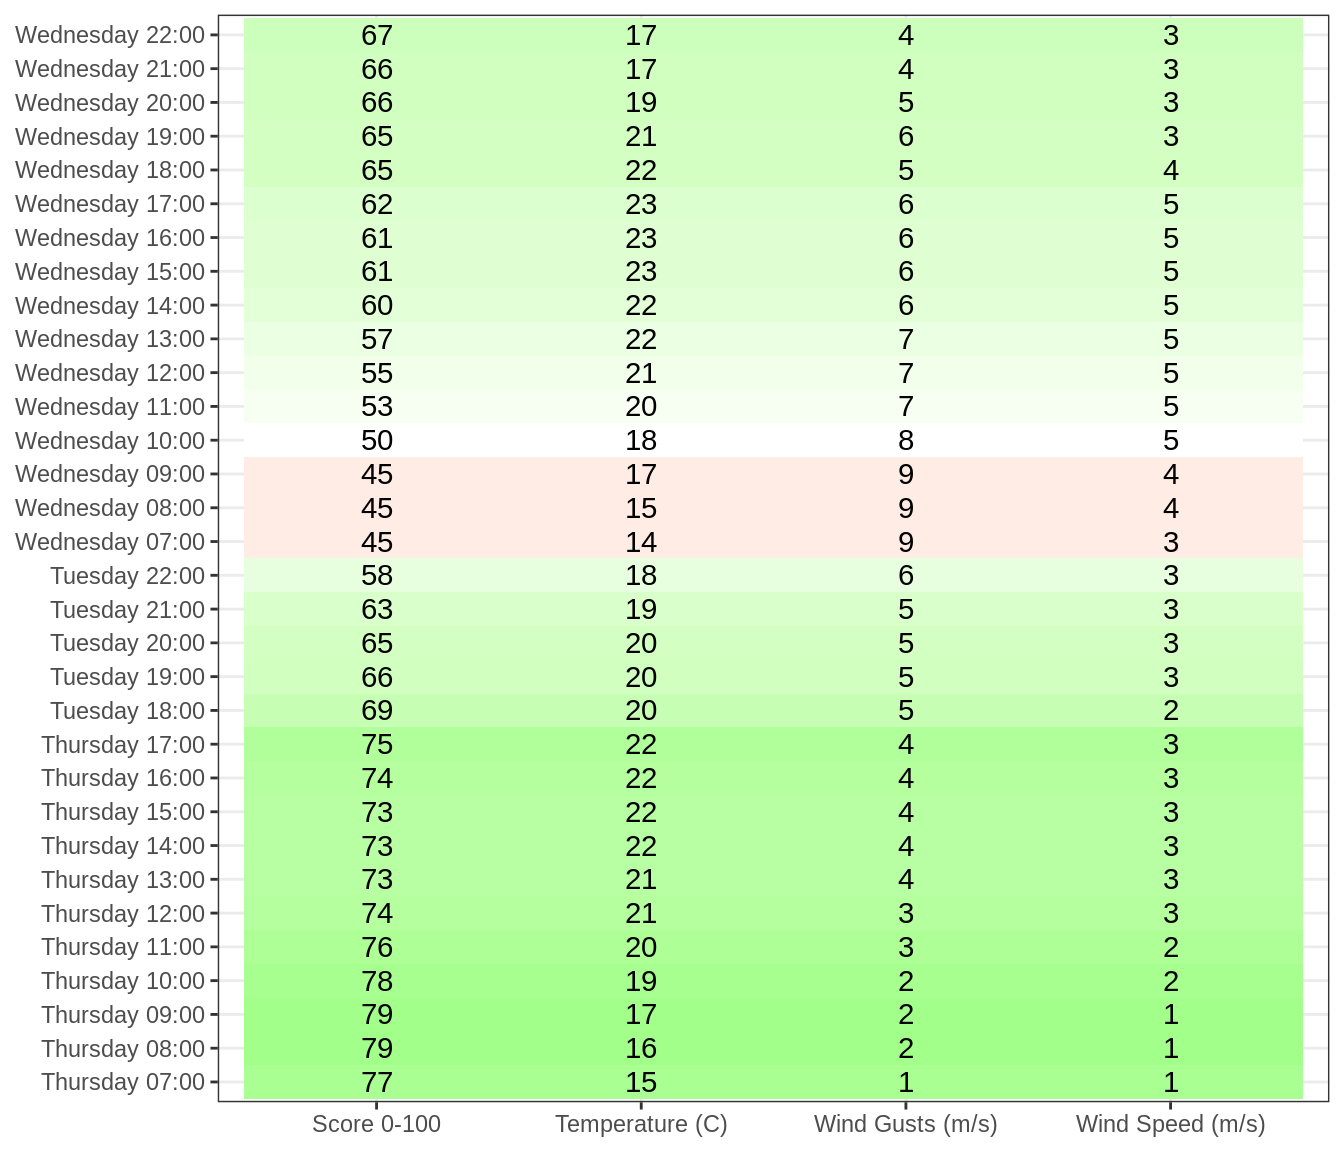 Wednesday 22:00 67 17 4 3
Wednesday 21:00 66 17 4 3
Wednesday 20:00 66 19 5 3
Wednesday 19:00 65 21 6 3
Wednesday 18:00 65 22 5 4
Wednesday 17:00 62 23 6 5
Wednesday 16:00 61 23 6 5
Wednesday 15:00 61 23 6 5
Wednesday 14:00 60 22 6 5
Wednesday 13:00 57 22 7 5
Wednesday 12:00 55 21 7 5
Wednesday 11:00 53 20 7 5
Wednesday 10:00 50 18 8 5
Wednesday 09:00 45 17 9 4
Wednesday 08:00 45 15 9 4
Wednesday 07:00 45 14 9 3
Tuesday 22:00 58 18 6 3
Tuesday 21:00 63 19 5 3
Tuesday 20:00 65 20 5 3
Tuesday 19:00 66 20 5 3
Tuesday 18:00 69 20 5 2
Thursday 17:00 75 22 4 3
Thursday 16:00 74 22 4 3
Thursday 15:00 73 22 4 3
Thursday 14:00 73 22 4 3
Thursday 13:00 73 21 4 3
Thursday 12:00 74 21 3 3
Thursday 11:00 76 20 3 2
Thursday 10:00 78 19 2 2
Thursday 09:00 79 17 2 1
Thursday 08:00 79 16 2 1
Thursday 07:00 77 15 1 1
Score 0-100 Temperature (C) Wind Gusts (m/s) Wind Speed (m/s)